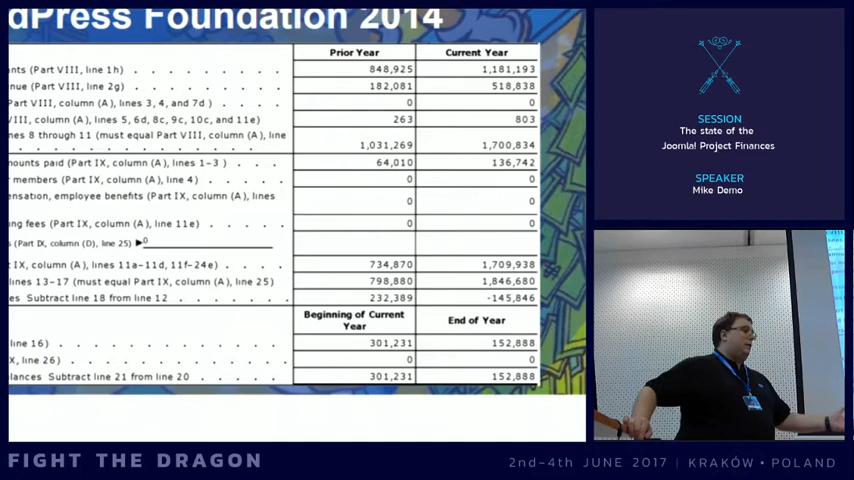 dPress Foundation 2014
Prior Year Current Year
ants (Part VIII, line 1h) . . . . . . . . . 848,925 1,181,193
nue (Part VIII, line 2g) . . . . . . . . . 182,081 518,838
Part VIII, column (A), lines 3, 4, and 7d ) . . . . 0 0
VIII, column (A), lines 5, 6d, 8c, 9c, 10c, and 11e) 263 803
nes 8 through 11 (must equal Part VIII, column (A), line
. . . . . . . . . . . . . . . . 1,031,269 1,700,834
mounts paid (Part IX, column (A), lines 1–3 ) . . . 64,010 136,742
r members (Part IX, column (A), line 4) . . . . . 0 0
ensation, employee benefits (Part IX, column (A), lines
0 0
ng fees (Part IX, column (A), line 11e) . . . . . 0 0
s (Part IX, column (D), line 25) ▶0
t IX, column (A), lines 11a–11d, 11f–24e) . . . . 734,870 1,709,938
lines 13–17 (must equal Part IX, column (A), line 25) 798,880 1,846,680
es Subtract line 18 from line 12 . . . . . . . 232,389 -145,846
Beginning of Current Year End of Year
line 16) . . . . . . . . . . . . . 301,231 152,888
X, line 26) . . . . . . . . . . . . 0 0
lances Subtract line 21 from line 20 . . . . . 301,231 152,888
SESSION
The state of the
Joomla! Project Finances
SPEAKER
Mike Demo
FIGHT THE DRAGON
2nd-4th JUNE 2017 | KRAKÓW • POLAND